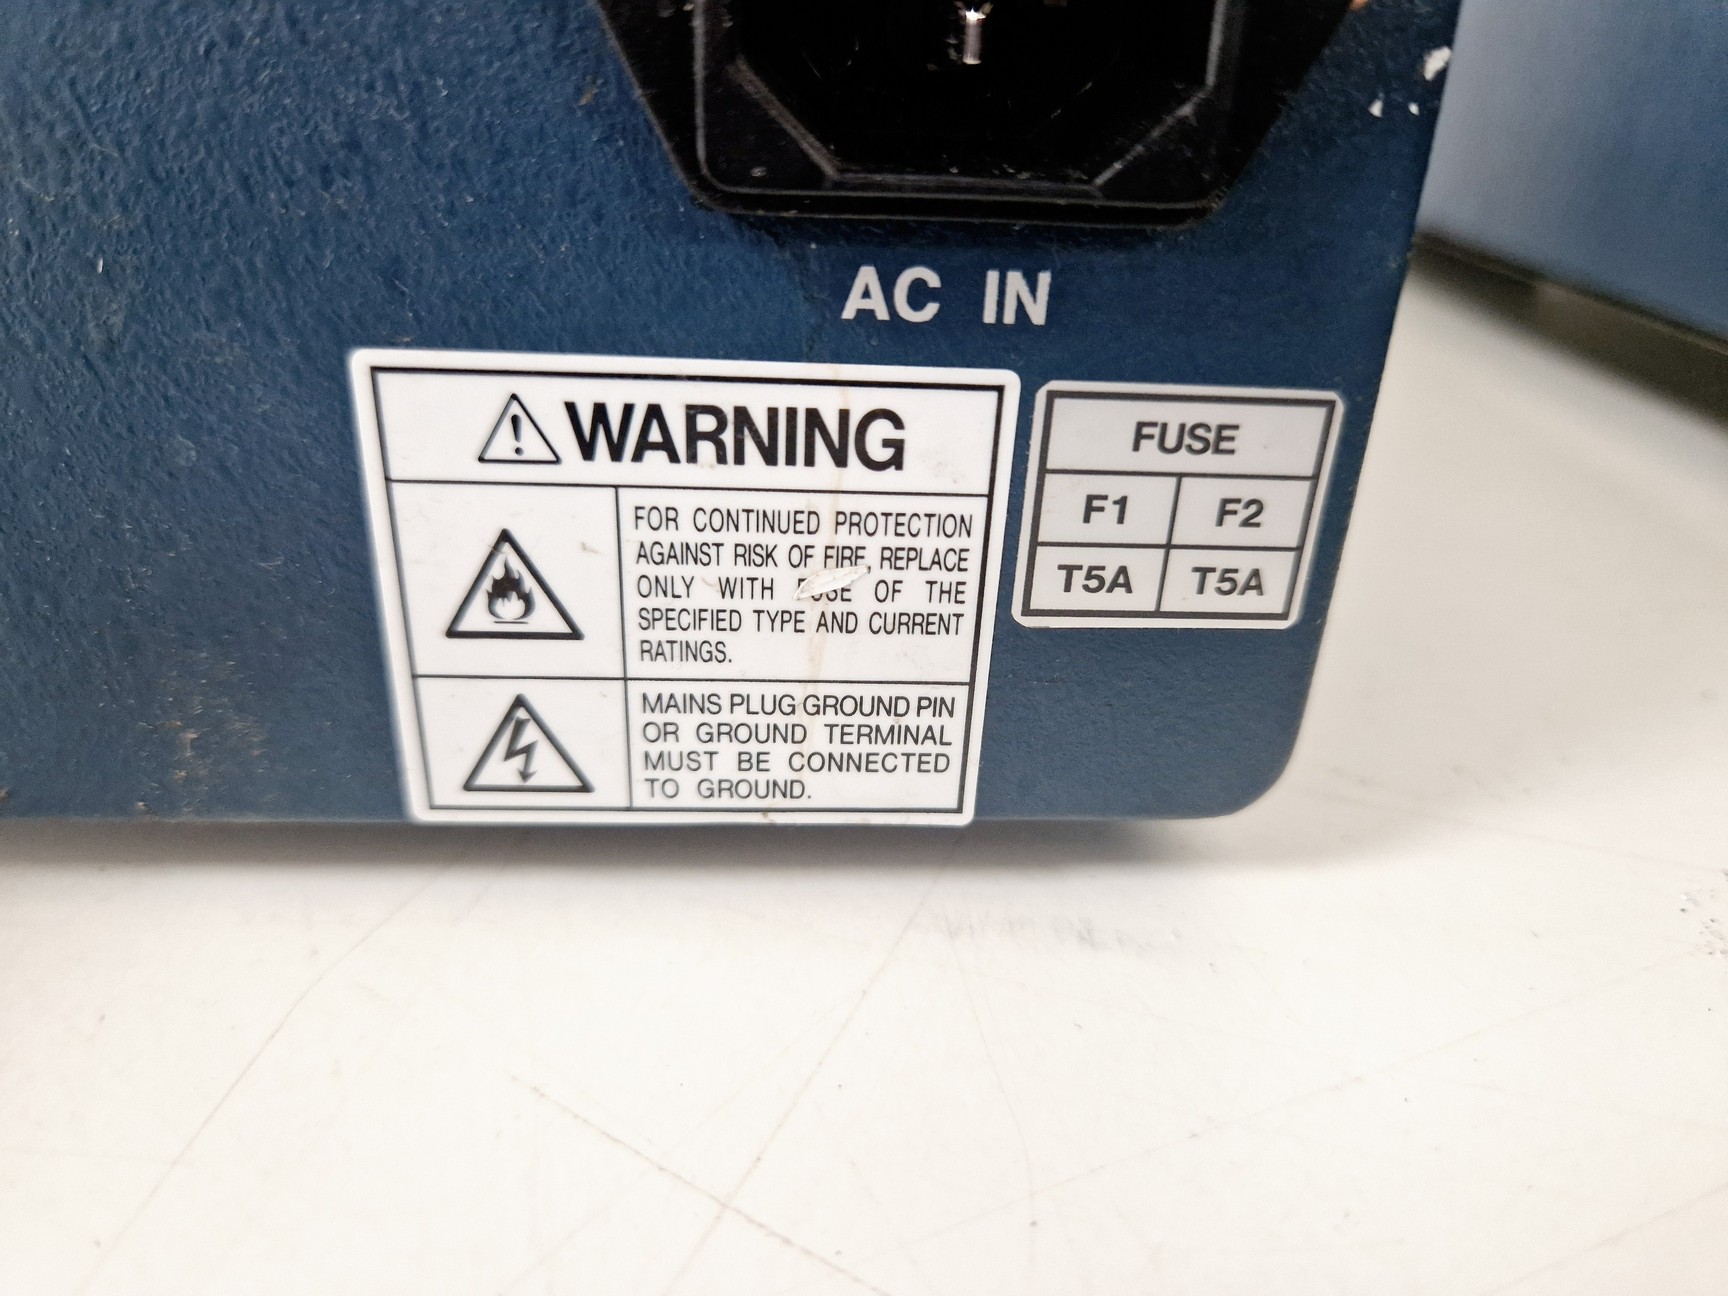 AC IN
WARNING
FOR CONTINUED PROTECTION
AGAINST RISK OF FIRE, REPLACE
ONLY WITH FUSE OF THE
SPECIFIED TYPE AND CURRENT
RATINGS.
MAINS PLUG GROUND PIN
OR GROUND TERMINAL
MUST BE CONNECTED
TO GROUND.
FUSE
F1 F2
T5A T5A